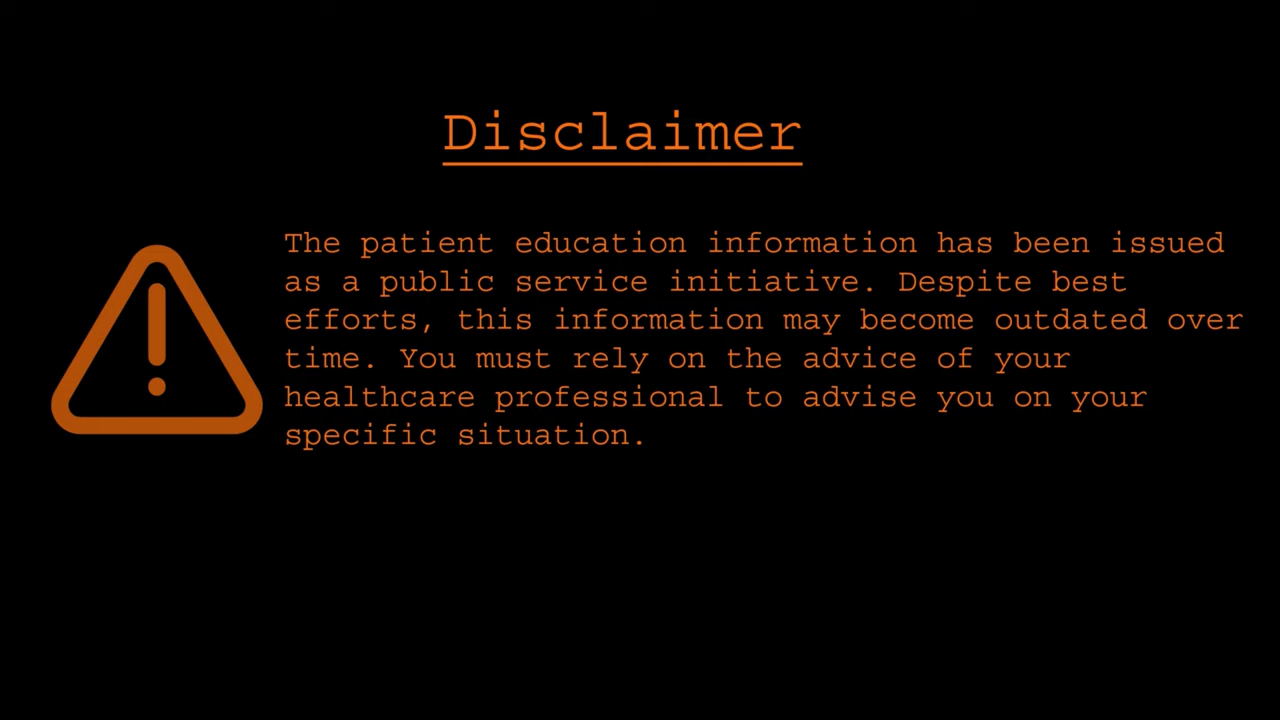 Disclaimer
The patient education information has been issued
as a public service initiative. Despite best
efforts, this information may become outdated over
time. You must rely on the advice of your
healthcare professional to advise you on your
specific situation.